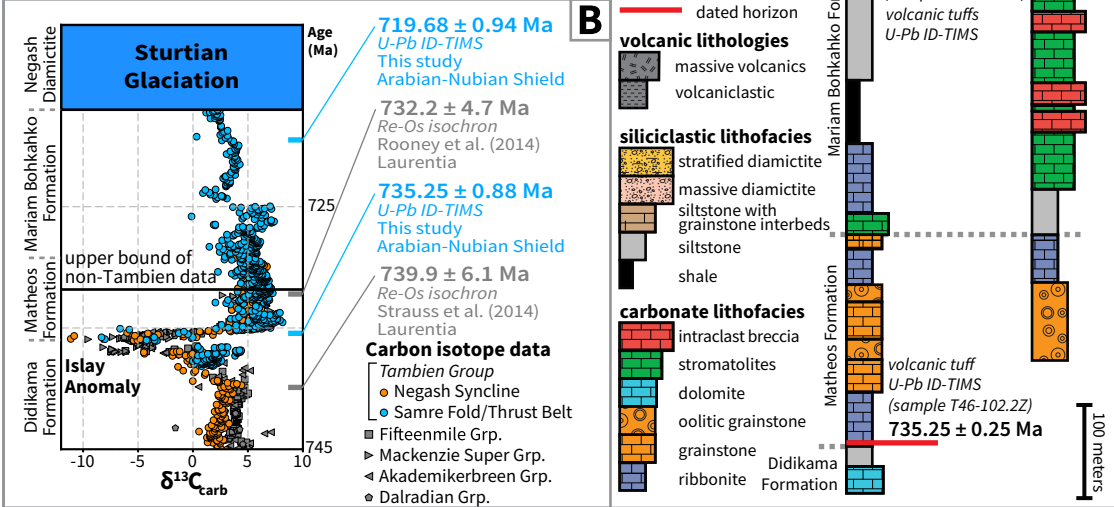 Negash
Diamictite
Mariam Bohkahko
Formation
Matheos
Formation
Didikama
Formation
Sturtian
Glaciation
upper bound of
non-Tambien data
Islay
Anomaly
-10
-5
0
5
10
δ¹³Ccarb
Age
(Ma)
725
745
719.68 ± 0.94 Ma
U-Pb ID-TIMS
This study
Arabian-Nubian Shield
732.2 ± 4.7 Ma
Re-Os isochron
Rooney et al. (2014)
Laurentia
735.25 ± 0.88 Ma
U-Pb ID-TIMS
This study
Arabian-Nubian Shield
739.9 ± 6.1 Ma
Re-Os isochron
Strauss et al. (2014)
Laurentia
Carbon isotope data
Tambien Group
Negash Syncline
Samre Fold/Thrust Belt
Fifteenmile Grp.
Mackenzie Super Grp.
Akademikerbreen Grp.
Dalradian Grp.
B
dated horizon
volcanic lithologies
massive volcanics
volcaniclastic
siliciclastic lithofacies
stratified diamictite
massive diamictite
siltstone with
grainstone interbeds
siltstone
shale
carbonate lithofacies
intraclast breccia
stromatolites
dolomite
oolitic grainstone
grainstone
ribbonite
Mariam Bohkahko Fo
Matheos Formation
Didikama
Formation
volcanic tuffs
U-Pb ID-TIMS
volcanic tuff
U-Pb ID-TIMS
(sample T46-102.2Z)
735.25 ± 0.25 Ma
100 meters